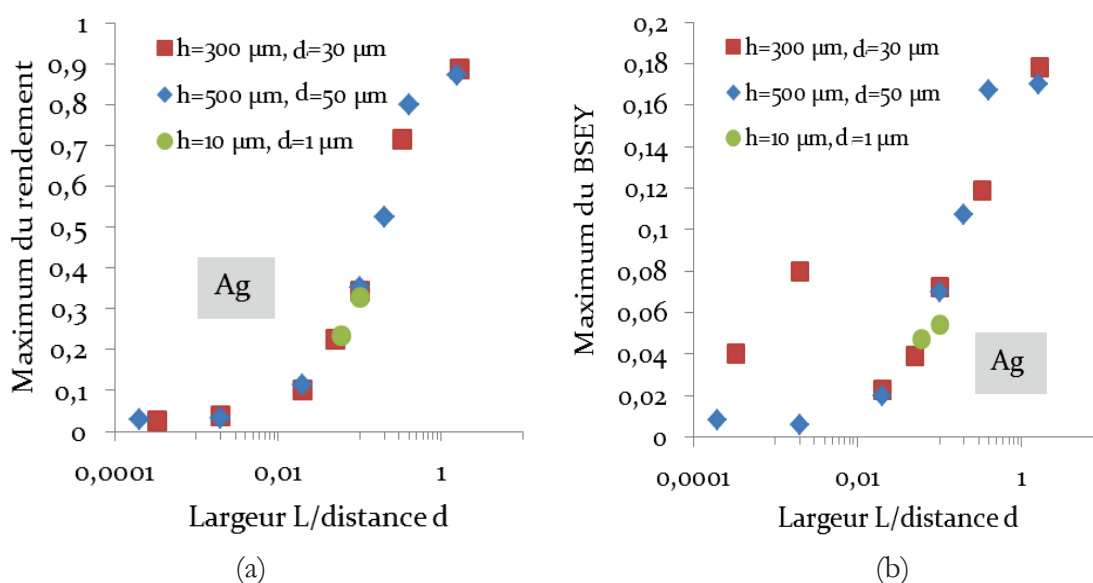 1
0,9
0,8
0,7
0,6
0,5
0,4
0,3
0,2
0,1
0
Maximum du rendement
h=300 µm, d=30 µm
h=500 µm, d=50 µm
h=10 µm, d=1 µm
Ag
0,0001
0,01
1
Largeur L/distance d
(a)
0,2
0,18
0,16
0,14
0,12
0,1
0,08
0,06
0,04
0,02
0
Maximum du BSEY
h=300 µm, d=30 µm
h=500 µm, d=50 µm
h=10 µm, d=1 µm
Ag
0,0001
0,01
1
Largeur L/distance d
(b)